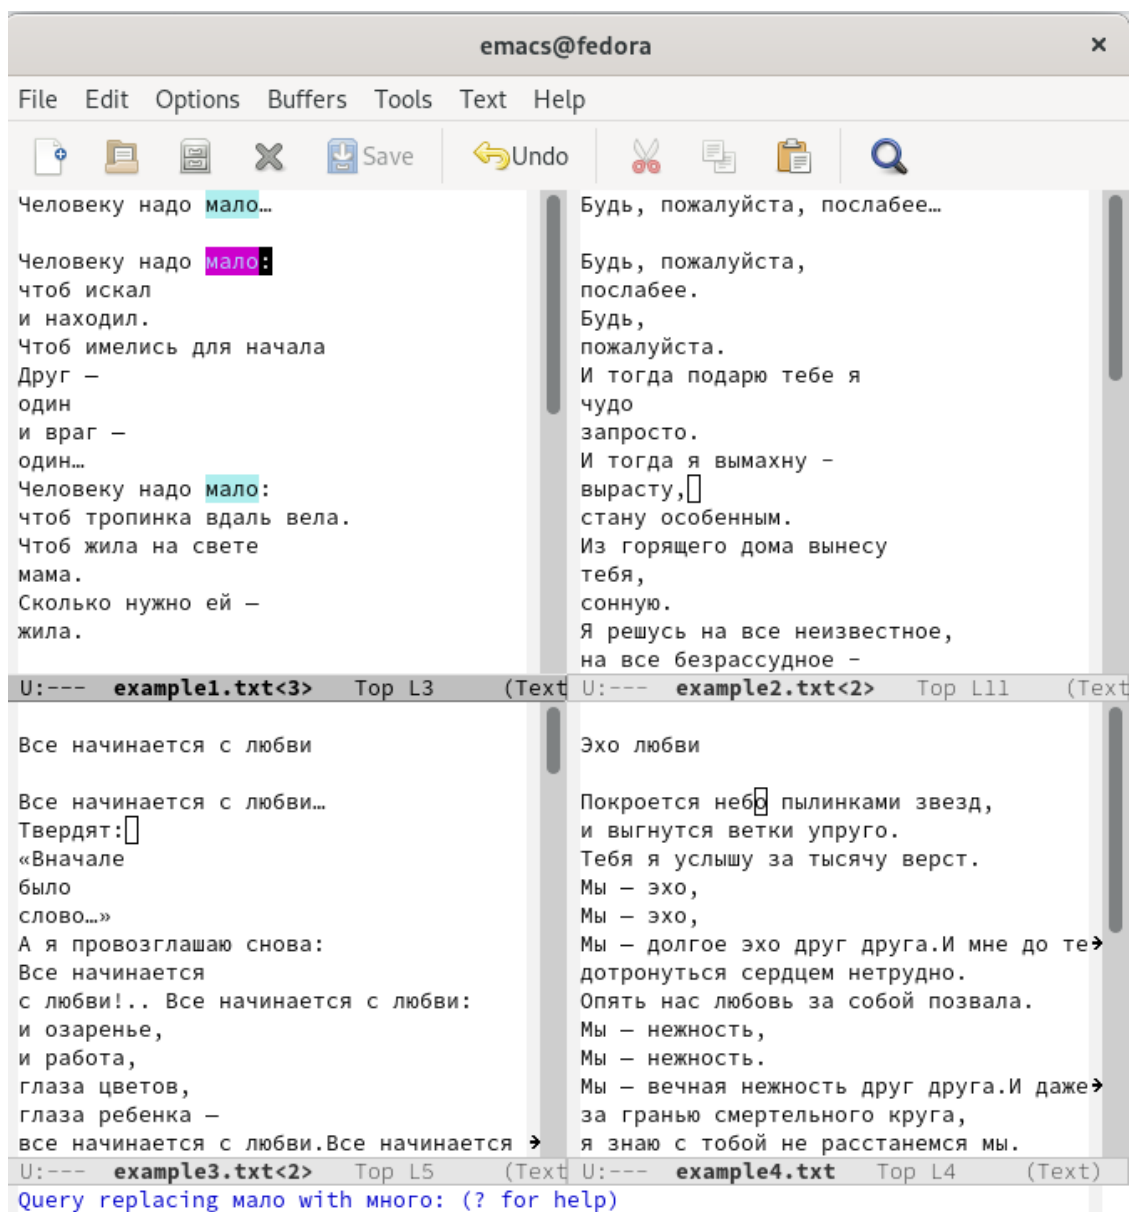 emacs@fedora
File Edit Options Buffers Tools Text Help
Save Undo
Человеку надо мало…
Человеку надо мало:
чтоб искал
и находил.
Чтоб имелись для начала
Друг —
один
и враг —
один…
Человеку надо мало:
чтоб тропинка вдаль вела.
Чтоб жила на свете
мама.
Сколько нужно ей —
жила.
U:--- example1.txt<3> Top L3 (Text
Будь, пожалуйста, послабее…
Будь, пожалуйста,
послабее.
Будь,
пожалуйста.
И тогда подарю тебе я
чудо
запросто.
И тогда я вымахну –
вырасту,
стану особенным.
Из горящего дома вынесу
тебя,
сонную.
Я решусь на все неизвестное,
на все безрассудное –
U:--- example2.txt<2> Top L11 (Text
Все начинается с любви
Все начинается с любви…
Твердят:
«Вначале
было
слово…»
А я провозглашаю снова:
Все начинается
с любви!.. Все начинается с любви:
и озаренье,
и работа,
глаза цветов,
глаза ребенка —
все начинается с любви.Все начинается
U:--- example3.txt<2> Top L5 (Text
Эхо любви
Покроется небо пылинками звезд,
и выгнутся ветки упруго.
Тебя я услышу за тысячу верст.
Мы — эхо,
Мы — эхо,
Мы — долгое эхо друг друга.И мне до те
дотронуться сердцем нетрудно.
Опять нас любовь за собой позвала.
Мы — нежность,
Мы — нежность.
Мы — вечная нежность друг друга.И даже
за гранью смертельного круга,
я знаю с тобой не расстанемся мы.
U:--- example4.txt Top L4 (Text)
Query replacing мало with много: (? for help)